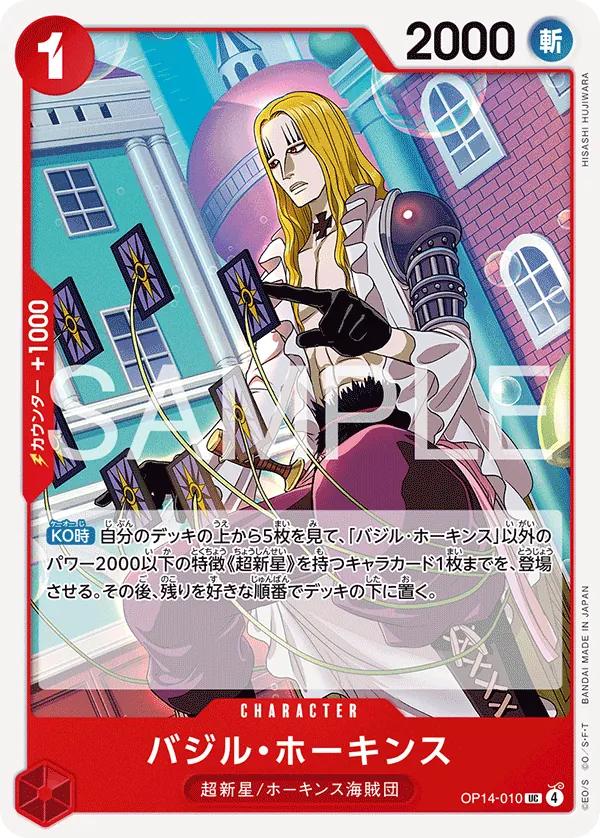 1
2000
斬
HISASHI HUJIWARA
カウンター +1000
SAMPLE
KO時 自分のデッキの上から5枚を見て、「バジル・ホーキンス」以外の
パワー2000以下の特徴《超新星》を持つキャラカード1枚までを、登場
させる。その後、残りを好きな順番でデッキの下に置く。
CHARACTER
バジル・ホーキンス
超新星/ホーキンス海賊団
OP14-010 UC 4
©E/S ©O/S・F・T BANDAI MADE IN JAPAN